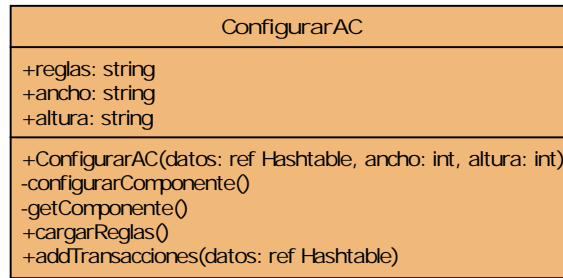 ConfigurarAC
+reglas: string
+ancho: string
+altura: string
+ConfigurarAC(datos: ref Hashtable, ancho: int, altura: int)
-configurarComponente()
-getComponente()
+cargarReglas()
+addTransacciones(datos: ref Hashtable)